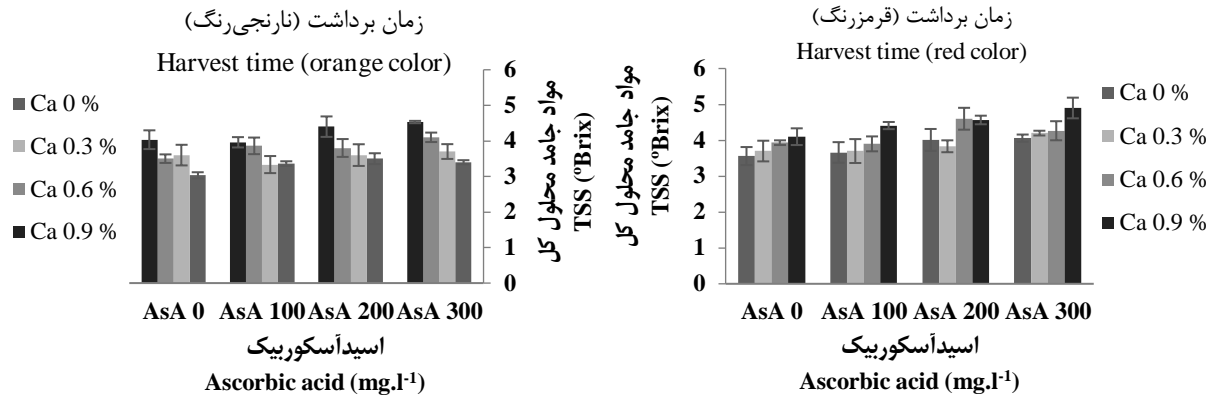 زمان برداشت (نارنجی‌رنگ)
Harvest time (orange color)
Ca 0 %
Ca 0.3 %
Ca 0.6 %
Ca 0.9 %
6
5
4
3
2
1
0
مواد جامد محلول کل
TSS (ºBrix)
AsA 0 AsA 100 AsA 200 AsA 300
اسیدآسکوربیک
Ascorbic acid (mg.l-1)
زمان برداشت (قرمزرنگ)
Harvest time (red color)
مواد جامد محلول کل
TSS (ºBrix)
6
5
4
3
2
1
0
Ca 0 %
Ca 0.3 %
Ca 0.6 %
Ca 0.9 %
AsA 0 AsA 100 AsA 200 AsA 300
اسیدآسکوربیک
Ascorbic acid (mg.l-1)